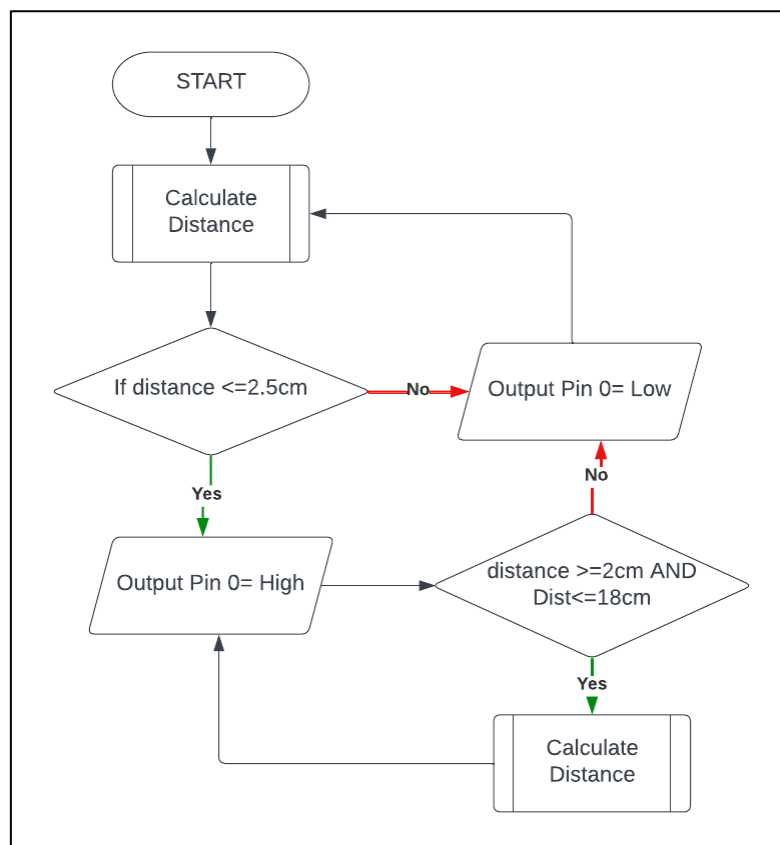 START
Calculate
Distance
If distance <=2.5cm
No
Output Pin 0= Low
Yes
No
Output Pin 0= High
distance >=2cm AND
Dist<=18cm
Yes
Calculate
Distance